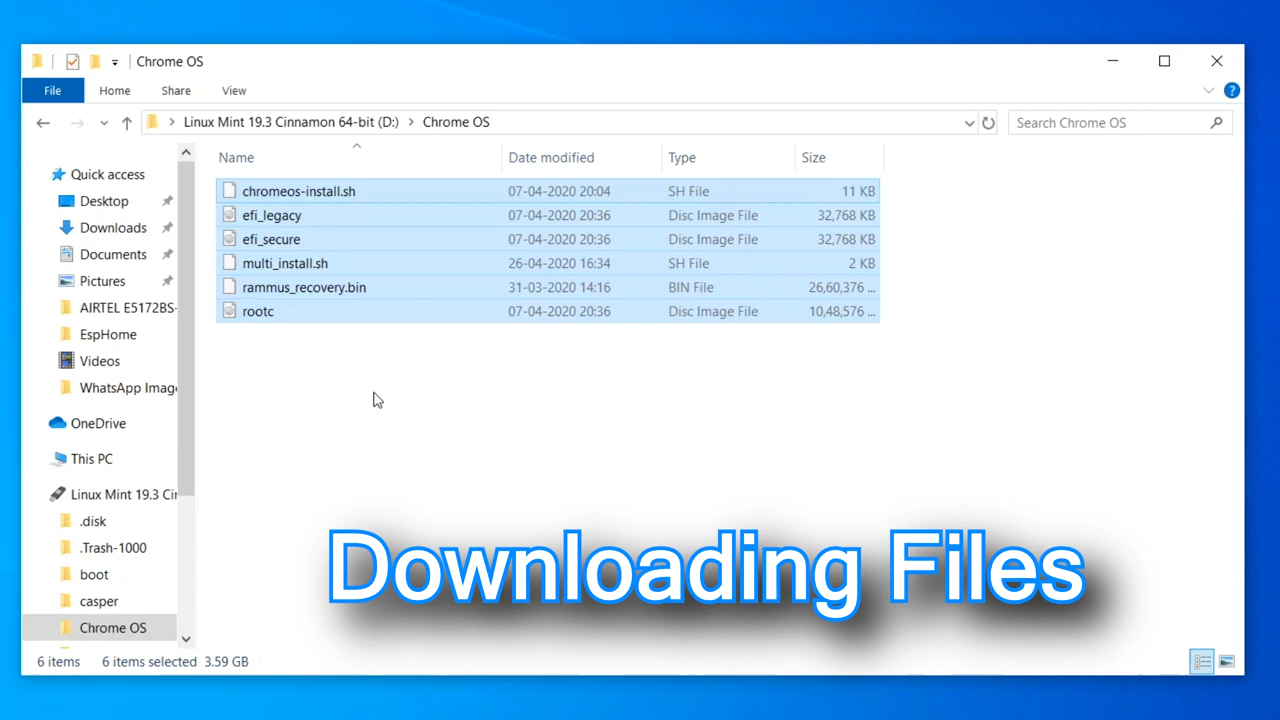 Chrome OS
File Home Share View
Linux Mint 19.3 Cinnamon 64-bit (D:) Chrome OS Search Chrome OS
Name Date modified Type Size
Quick access
Desktop
Downloads
Documents
Pictures
AIRTEL E5172BS-
EspHome
Videos
WhatsApp Imag
OneDrive
This PC
Linux Mint 19.3 Ci
.disk
.Trash-1000
boot
casper
Chrome OS
chromeos-install.sh 07-04-2020 20:04 SH File 11 KB
efi_legacy 07-04-2020 20:36 Disc Image File 32,768 KB
efi_secure 07-04-2020 20:36 Disc Image File 32,768 KB
multi_install.sh 26-04-2020 16:34 SH File 2 KB
rammus_recovery.bin 31-03-2020 14:16 BIN File 26,60,376 ...
rootc 07-04-2020 20:36 Disc Image File 10,48,576 ...
Downloading Files
6 items 6 items selected 3.59 GB